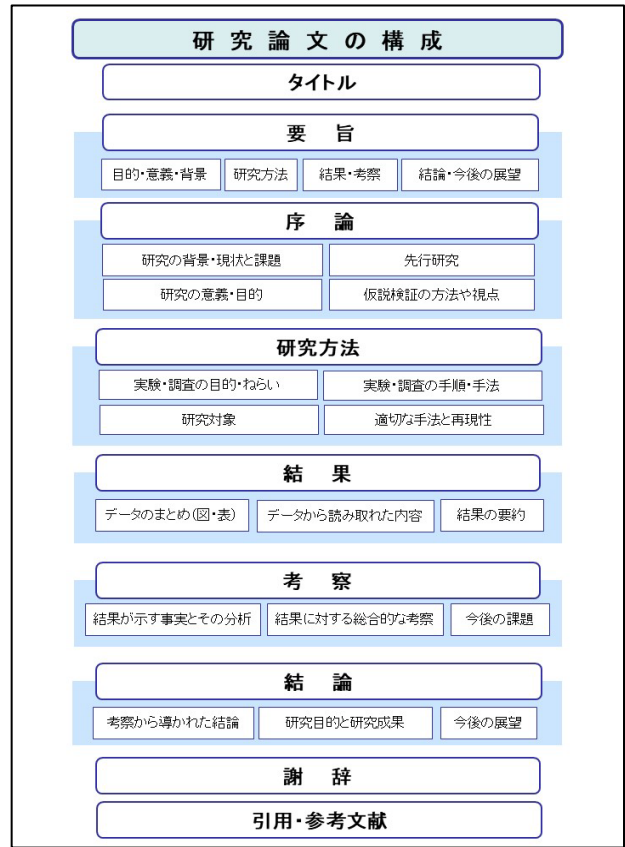 研究論文の構成
タイトル
要旨
目的・意義・背景 研究方法 結果・考察 結論・今後の展望
序論
研究の背景・現状と課題 先行研究
研究の意義・目的 仮説検証の方法や視点
研究方法
実験・調査の目的・ねらい 実験・調査の手順・手法
研究対象 適切な手法と再現性
結果
データのまとめ(図・表) データから読み取れた内容 結果の要約
考察
結果が示す事実とその分析 結果に対する総合的な考察 今後の課題
結論
考察から導かれた結論 研究目的と研究成果 今後の展望
謝辞
引用・参考文献